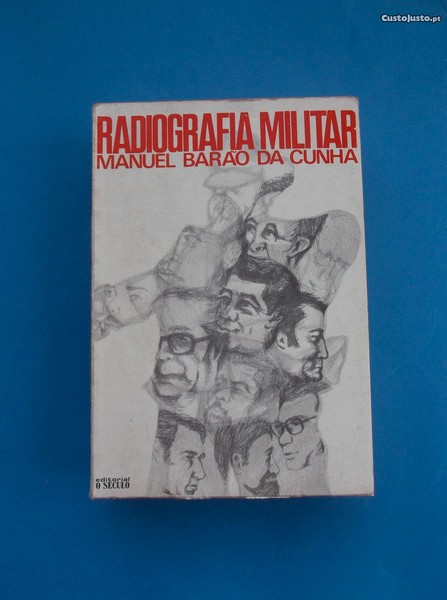 CustoJusto.pt
RADIOGRAFIA MILITAR
MANUEL BARÃO DA CUNHA
editorial
O SÉCULO